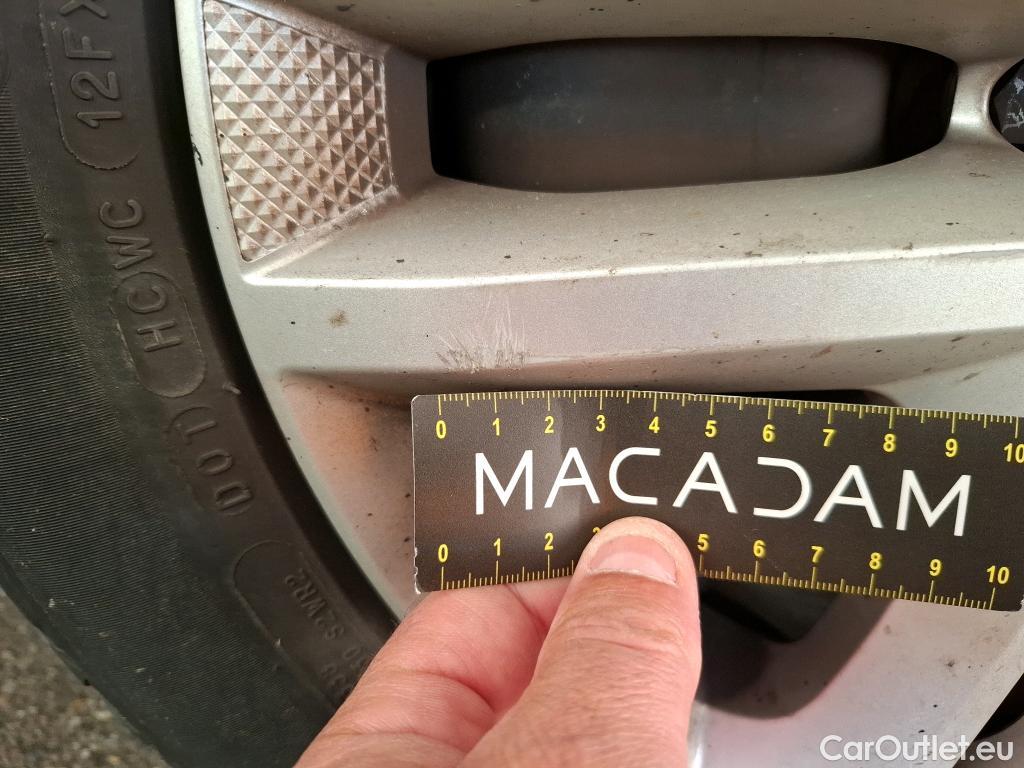 DOT HCWC 12FX
0 1 2 3 4 5 6 7 8 9 10
MACADAM
0 1 2 5 6 7 8 9 10
S2WR2
CarOutlet.eu